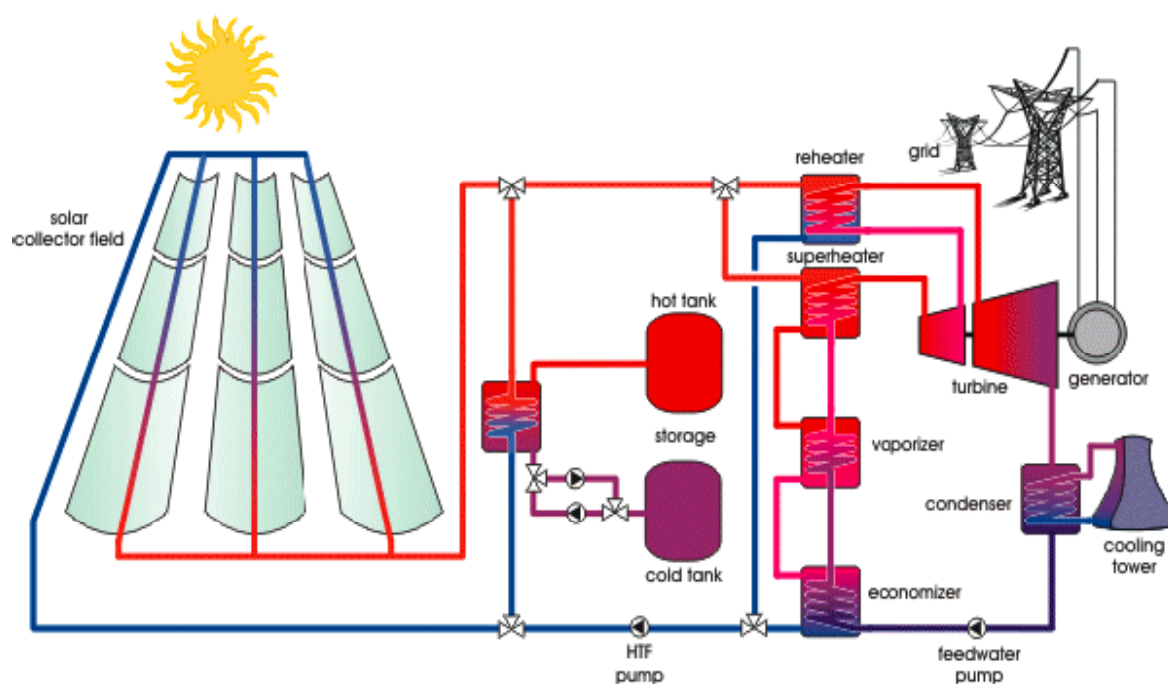 solar
collector field
reheater
grid
superheater
hot tank
storage
cold tank
turbine
generator
vaporizer
condenser
cooling
tower
economizer
HTF
pump
feedwater
pump